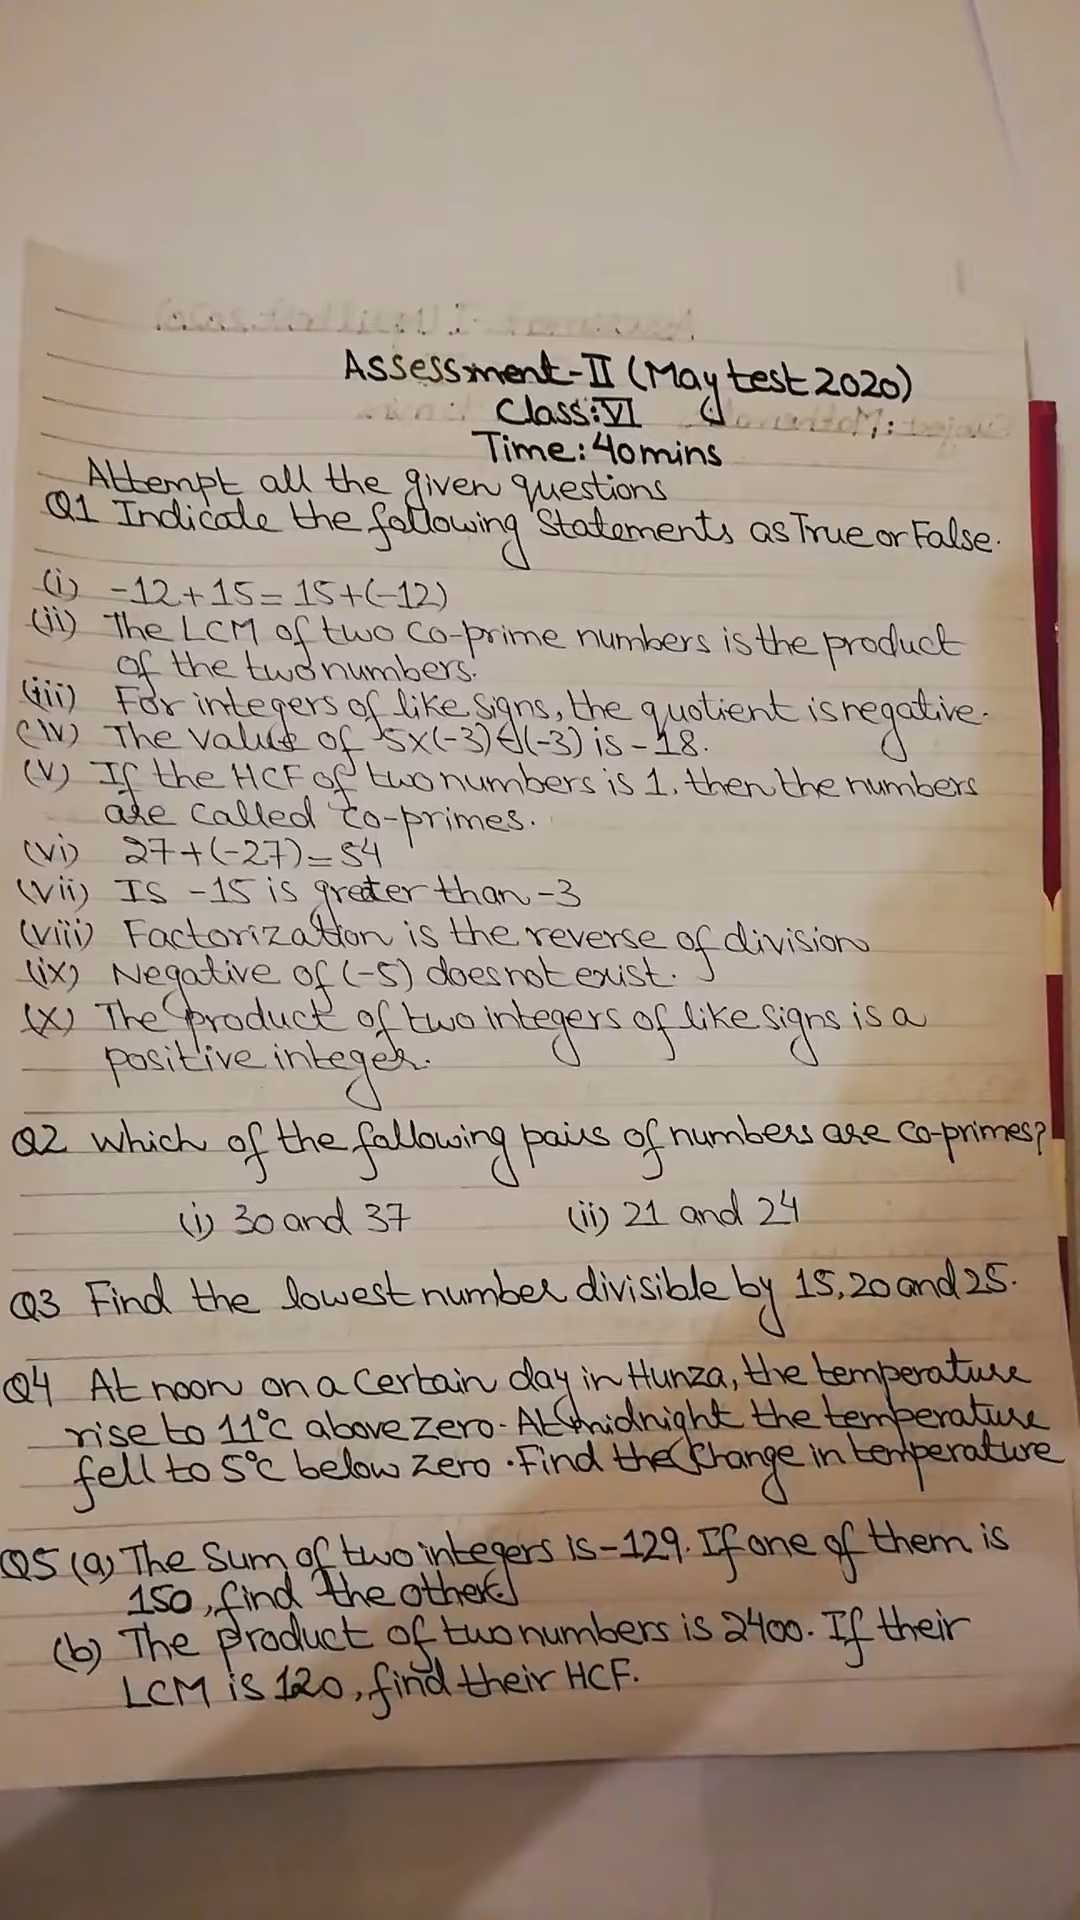 Assessment-II (May test 2020)
Class:VI
Time:40mins
Attempt all the given questions
Q1 Indicate the following Statements as True or False.
(i) -12+15=15+(-12)
(ii) The LCM of two co-prime numbers is the product
of the two numbers.
(iii) For integers of like signs, the quotient is negative.
(iv) The value of 5x(-3) (-3) is -18.
(v) If the HCF of two numbers is 1, then the numbers
are called co-primes.
(vi) 27+(-27)=54
(vii) Is -15 is greater than -3
(viii) Factorization is the reverse of division
(ix) Negative of (-5) does not exist.
(x) The product of two integers of like signs is a
positive integer.
Q2 Which of the following pairs of numbers are co-primes?
(i) 30 and 37 (ii) 21 and 24
Q3 Find the lowest number divisible by 15,20 and 25.
Q4 At noon on a certain day in Hunza, the temperature
rise to 11°c above zero. At midnight the temperature
fell to 5°c below zero. Find the change in temperature
Q5 (a) The Sum of two integers is -129. If one of them is
150, find the other.
(b) The product of two numbers is 2400. If their
LCM is 120, find their HCF.